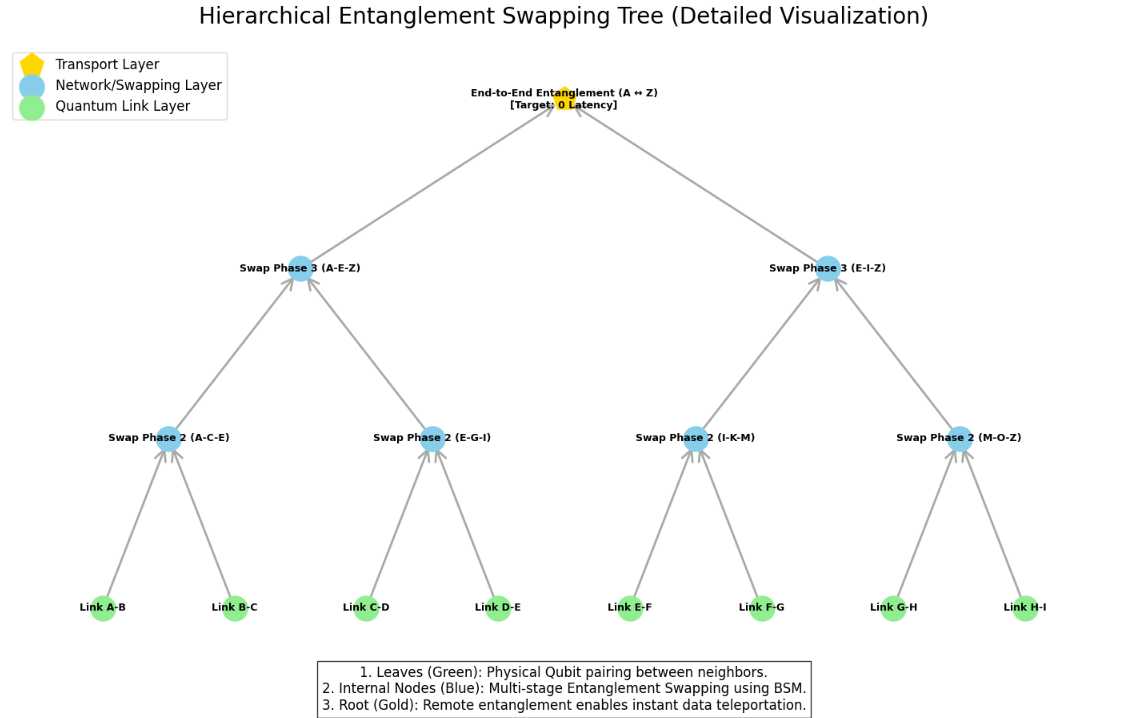 Hierarchical Entanglement Swapping Tree (Detailed Visualization)
Transport Layer
Network/Swapping Layer
Quantum Link Layer
End-to-End Entanglement (A ↔ Z)
[Target: 0 Latency]
Swap Phase 3 (A-E-Z)
Swap Phase 3 (E-I-Z)
Swap Phase 2 (A-C-E)
Swap Phase 2 (E-G-I)
Swap Phase 2 (I-K-M)
Swap Phase 2 (M-O-Z)
Link A-B
Link B-C
Link C-D
Link D-E
Link E-F
Link F-G
Link G-H
Link H-I
1. Leaves (Green): Physical Qubit pairing between neighbors.
2. Internal Nodes (Blue): Multi-stage Entanglement Swapping using BSM.
3. Root (Gold): Remote entanglement enables instant data teleportation.